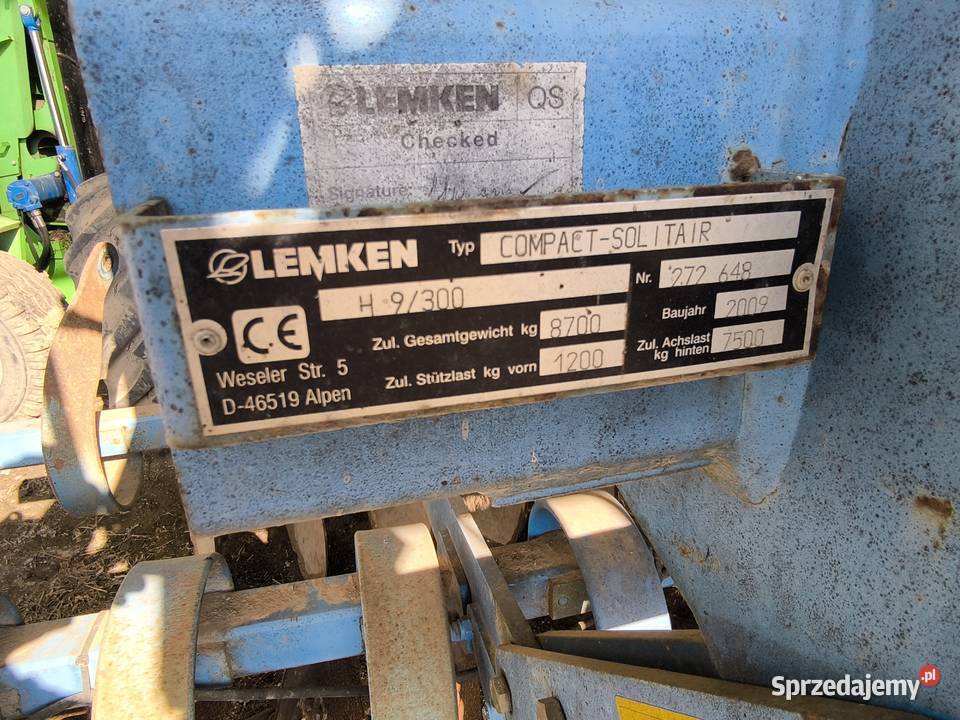 LEMKEN QS
Checked
Signature:
LEMKEN Typ COMPACT-SOLITAIR
H 9/300 Nr. 272 648
CE Zul. Gesamtgewicht kg 8700 Baujahr 2009
Weseler Str. 5 Zul. Stützlast kg vorn 1200 Zul. Achslast kg hinten 7500
D-46519 Alpen
Sprzedajemy.pl